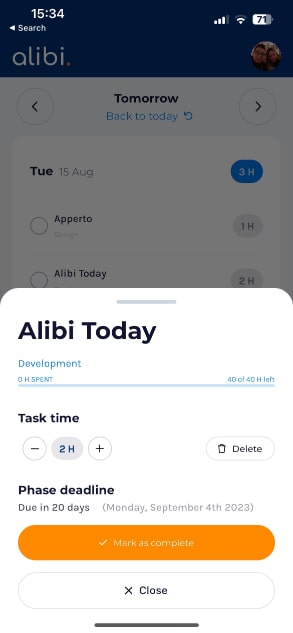 15:34
71
◀ Search
alibi.
Tomorrow
Back to today
Tue 15 Aug
3 H
Apperto
1 H
Design
Alibi Today
2 H
Alibi Today
Development
0 H SPENT
40 of 40 H left
Task time
2 H
Delete
Phase deadline
Due in 20 days (Monday, September 4th 2023)
Mark as complete
Close